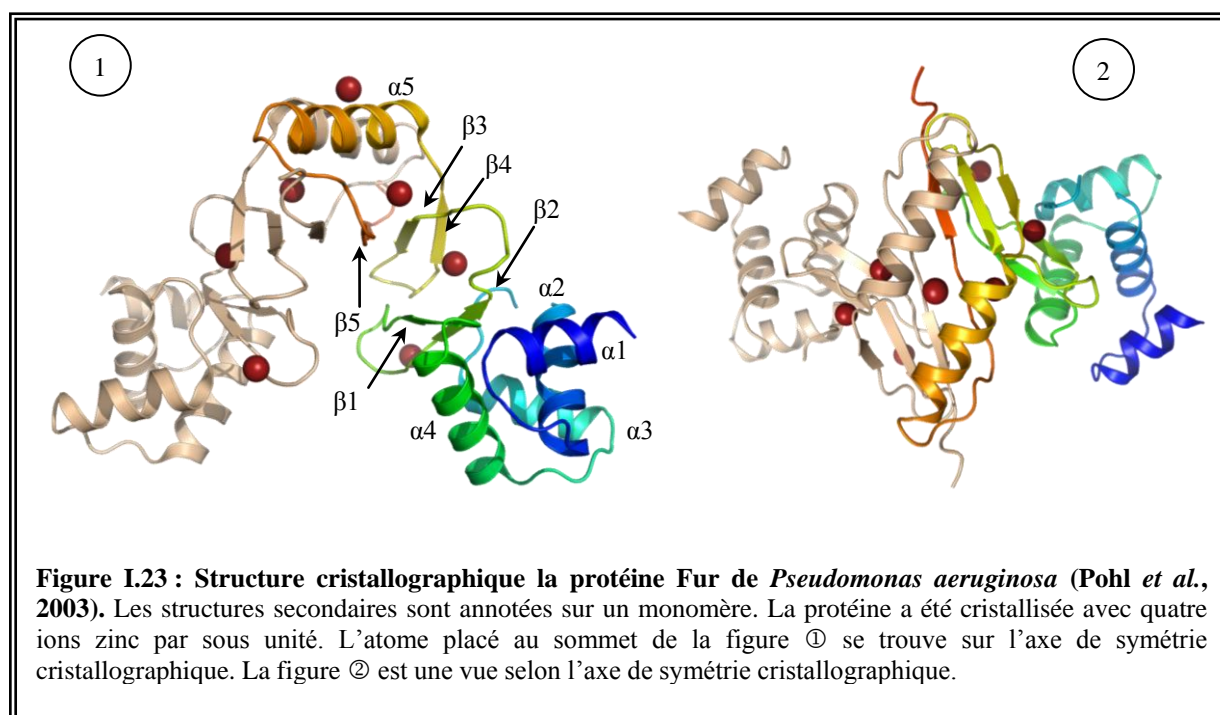 1
2
α5
β3
β4
β2
α2
α1
β5
β1
α4
α3
Figure I.23 : Structure cristallographique la protéine Fur de Pseudomonas aeruginosa (Pohl et al.,
2003). Les structures secondaires sont annotées sur un monomère. La protéine a été cristallisée avec quatre
ions zinc par sous unité. L’atome placé au sommet de la figure ① se trouve sur l’axe de symétrie
cristallographique. La figure ② est une vue selon l’axe de symétrie cristallographique.